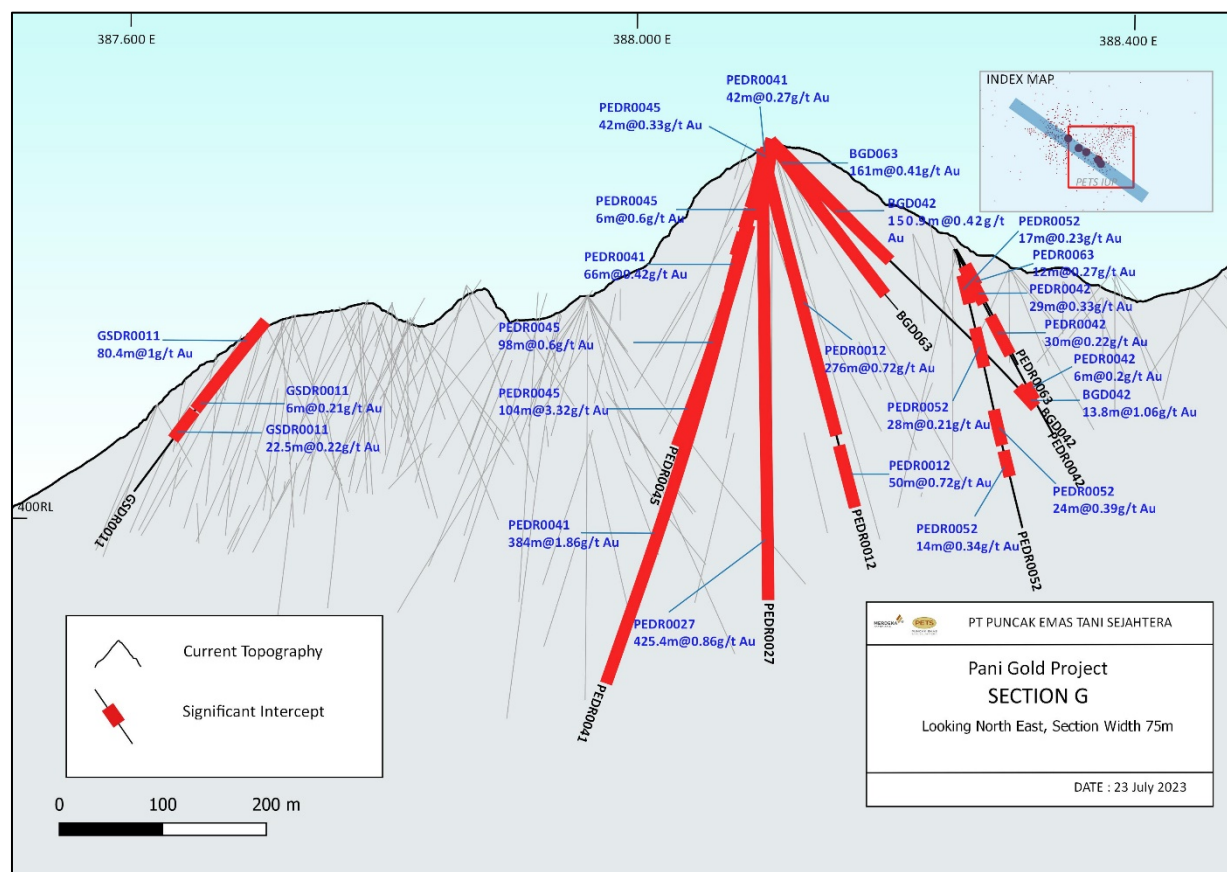 387.600 E
388.000 E
388.400 E
INDEX MAP
PETS IUP
PEDR0041
42m@0.27g/t Au
PEDR0045
42m@0.33g/t Au
BGD063
161m@0.41g/t Au
PEDR0045
6m@0.6g/t Au
BGD042
150.9m@0.42g/t
Au
PEDR0052
17m@0.23g/t Au
PEDR0063
12m@0.27g/t Au
PEDR0041
66m@0.42g/t Au
PEDR0042
29m@0.33g/t Au
GSDR0011
80.4m@1g/t Au
PEDR0045
98m@0.6g/t Au
PEDR0042
30m@0.22g/t Au
BGD063
PEDR0012
276m@0.72g/t Au
PEDR0063
PEDR0042
6m@0.2g/t Au
GSDR0011
6m@0.21g/t Au
PEDR0045
104m@3.32g/t Au
BGD042
13.8m@1.06g/t Au
PEDR0052
28m@0.21g/t Au
BGD042
GSDR0011
22.5m@0.22g/t Au
PEDR0042
PEDR0012
50m@0.72g/t Au
PEDR0045
PEDR0052
24m@0.39g/t Au
GSDR0011
400RL
PEDR0041
384m@1.86g/t Au
PEDR0012
PEDR0052
14m@0.34g/t Au
PEDR0052
PEDR0027
425.4m@0.86g/t Au
PEDR0027
PEDR0041
Current Topography
Significant Intercept
0 100 200 m
MERDEKA
PETS
PT PUNCAK EMAS TANI SEJAHTERA
Pani Gold Project
SECTION G
Looking North East, Section Width 75m
DATE : 23 July 2023